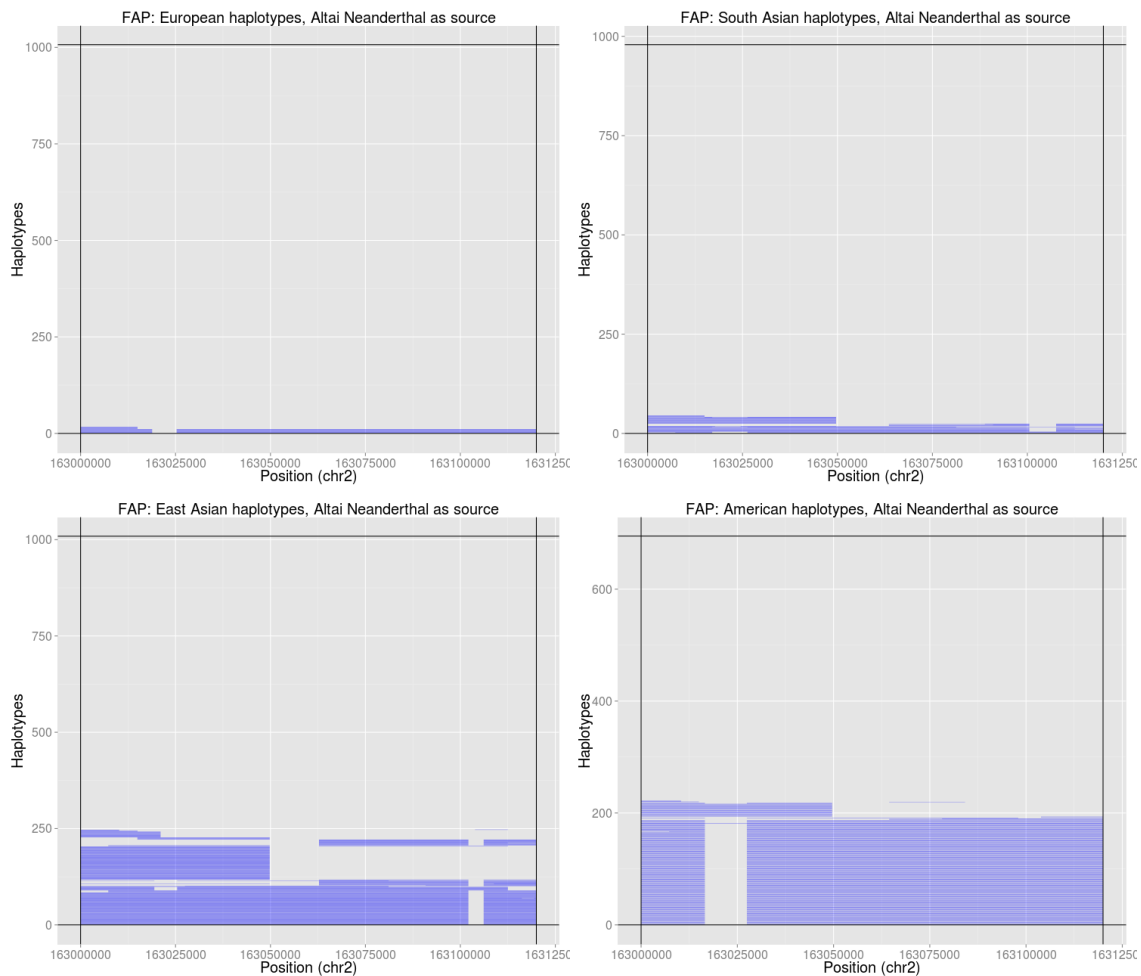 FAP: European haplotypes, Altai Neanderthal as source
1000
750
500
250
0
Haplotypes
163000000 163025000 163050000 163075000 163100000 1631250
Position (chr2)
FAP: South Asian haplotypes, Altai Neanderthal as source
1000
750
500
250
0
Haplotypes
163000000 163025000 163050000 163075000 163100000 1631250
Position (chr2)
FAP: East Asian haplotypes, Altai Neanderthal as source
1000
750
500
250
0
Haplotypes
163000000 163025000 163050000 163075000 163100000 1631250
Position (chr2)
FAP: American haplotypes, Altai Neanderthal as source
600
400
200
0
Haplotypes
163000000 163025000 163050000 163075000 163100000 1631250
Position (chr2)